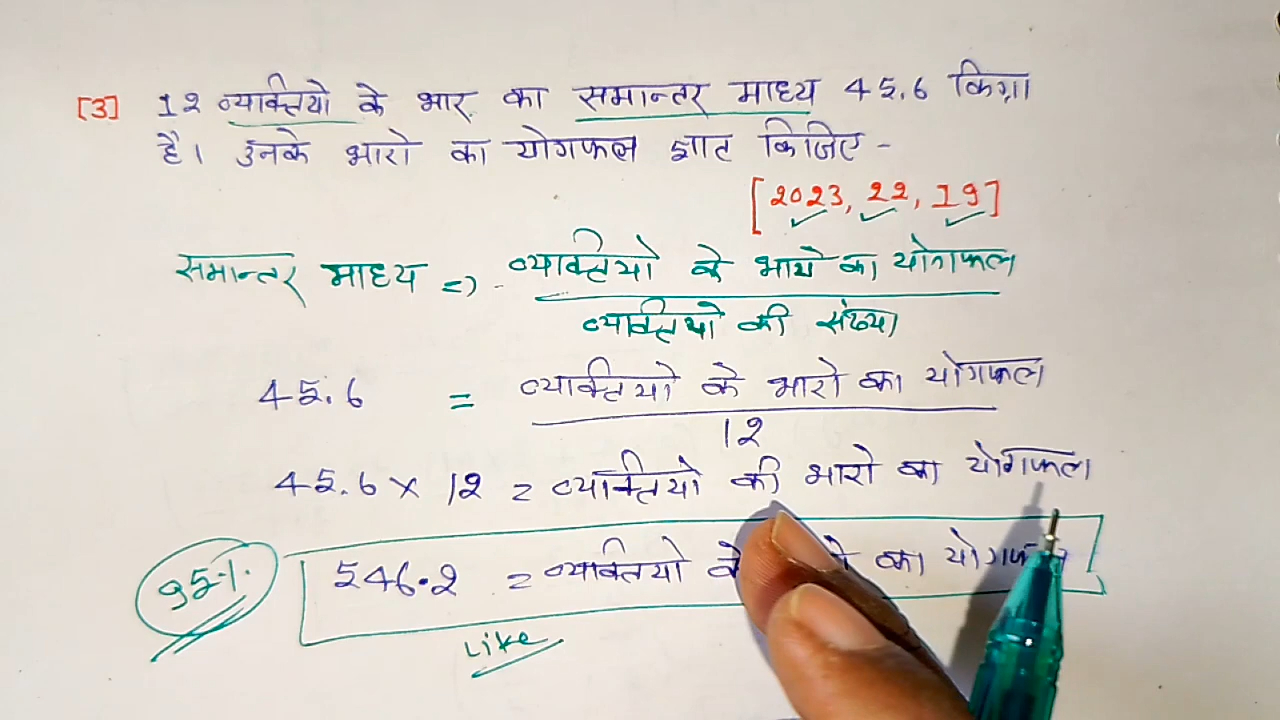 [3] 12 व्यक्तियो के भार का समान्तर माध्य 45.6 किग्रा
है। उनके भारो का योगफल ज्ञात किजिए -
[2023, 22, 19]
समान्तर माध्य => व्यक्तियो के भारो का योगफल
व्यक्तियो की संख्या
45.6 = व्यक्तियो के भारो का योगफल
12
45.6 × 12 = व्यक्तियो की भारो का योगफल
546.2 = व्यक्तियो के का योगफल
95%.
Like